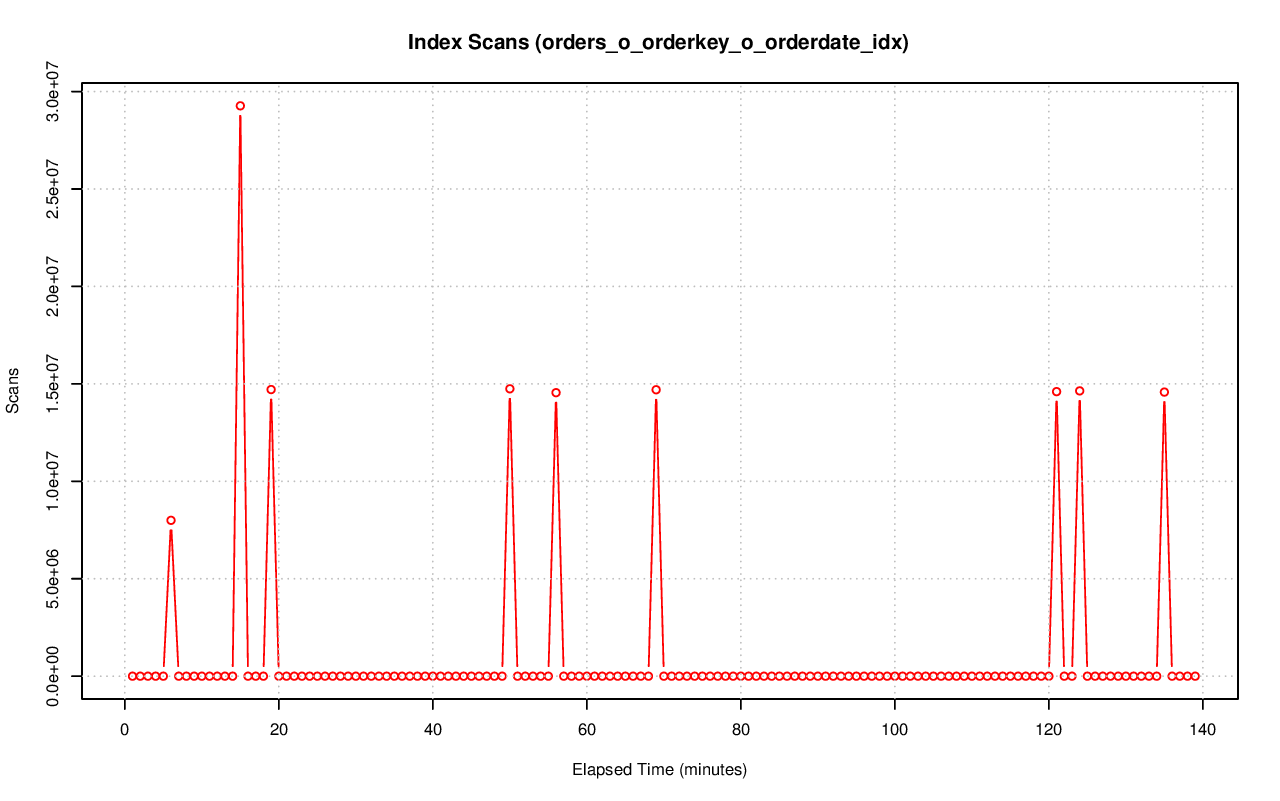 Index Scans (orders_o_orderkey_o_orderdate_idx)
3.0e+07
2.5e+07
2.0e+07
1.5e+07
1.0e+07
5.0e+06
0.0e+00
Scans
0 20 40 60 80 100 120 140
Elapsed Time (minutes)